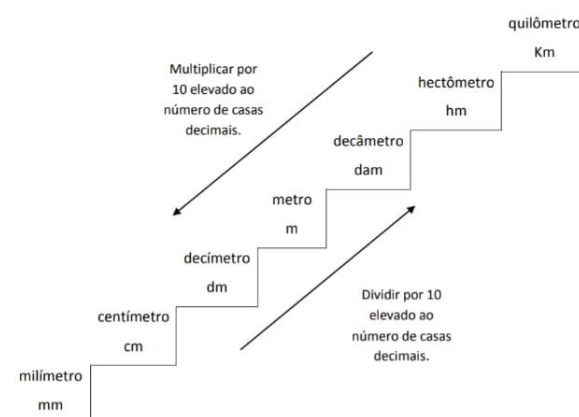 quilômetro
Km
Multiplicar por
10 elevado ao
número de casas
decimais.
hectômetro
hm
decâmetro
dam
metro
m
decímetro
dm
Dividir por 10
elevado ao
número de casas
decimais.
centímetro
cm
milímetro
mm